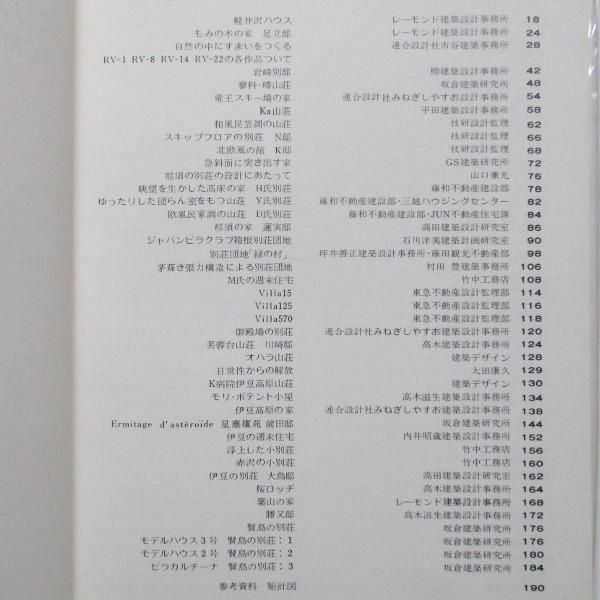 軽井沢ハウス レーモンド建築設計事務所 18
もみの木の家 足立邸 レーモンド建築設計事務所 24
自然の中にすまいをつくる 連合設計社市谷建築事務所 28
RV-1 RV-8 RV-14 RV-22の各作品ついて
岩崎別邸 柳建築設計事務所 42
蓼科・晴山荘 坂倉建築研究所 48
竜王スキー場の家 連合設計社みねぎしやすお設計事務所 54
Ka山荘 平田建築設計事務所 58
和風民芸調の山荘 技研設計監理 62
スキップフロアの別荘 N邸 技研設計監理 66
北欧風の館 K邸 技研設計監理 68
急斜面に突き出す家 GS建築研究所 72
那須の別荘の設計にあたって 山口兼光 76
眺望を生かした高床の家 H氏別荘 藤和不動産建設部 78
ゆったりした団らん室をもつ山荘 Y氏別荘 藤和不動産建設部・三越ハウジングセンター 82
欧風民家調の山荘 D氏別荘 藤和不動産建設部・JUN不動産住宅課 84
那須の家 蓮実邸 高田建築設計研究室 86
ジャパンビラクラブ箱根別荘団地 石川洋美建築計画研究室 90
別荘団地「緑の村」 坪井善正建築設計事務所・藤田観光不動産部 98
茅葺き張力構造による別荘団地 村田 豊建築事務所 106
M氏の週末住宅 竹中工務店 108
Villa15 東急不動産設計監理部 114
Villa125 東急不動産設計監理部 116
Villa570 東急不動産設計監理部 118
御殿場の別荘 連合設計社みねぎしやすお建築設計事務所 120
芙蓉台山荘 川崎邸 高木建築設計事務所 124
オハラ山荘 建築デザイン 128
日常性からの解放 太田康久 129
K病院伊豆高原山荘 建築デザイン 130
モリ・ポテント小屋 高木滋生建築設計事務所 134
伊豆高原の家 連合設計社みねぎしやすお建築設計事務所 138
Ermitage d'astéroïde 星塵廬苑 前田邸 坂倉建築研究所 144
伊豆の週末住宅 内井昭蔵建築設計事務所 152
浮上した小別荘 竹中工務店 156
赤沢の小別荘 竹中工務店 160
伊豆の別荘 大鳥邸 高田建築設計研究室 162
桜ロッヂ 高木建築設計事務所 164
葉山の家 レーモンド建築設計事務所 168
勝又邸 高木滋生建築設計事務所 172
賢島の別荘 坂倉建築研究所 176
モデルハウス3号 賢島の別荘：1 坂倉建築研究所 176
モデルハウス2号 賢島の別荘：2 坂倉建築研究所 180
ビラカルチーナ 賢島の別荘：3 坂倉建築研究所 184
参考資料 矩計図 190